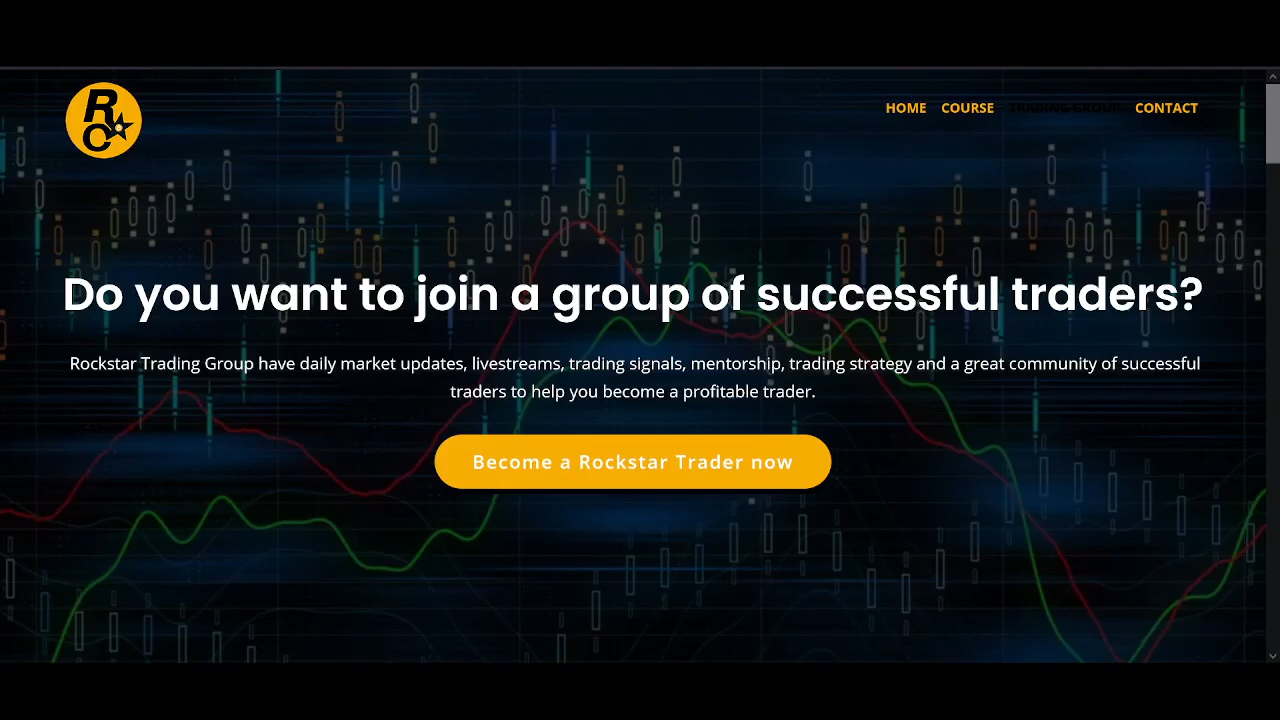 R
C
HOME COURSE TRADING GROUP CONTACT
Do you want to join a group of successful traders?
Rockstar Trading Group have daily market updates, livestreams, trading signals, mentorship, trading strategy and a great community of successful
traders to help you become a profitable trader.
Become a Rockstar Trader now